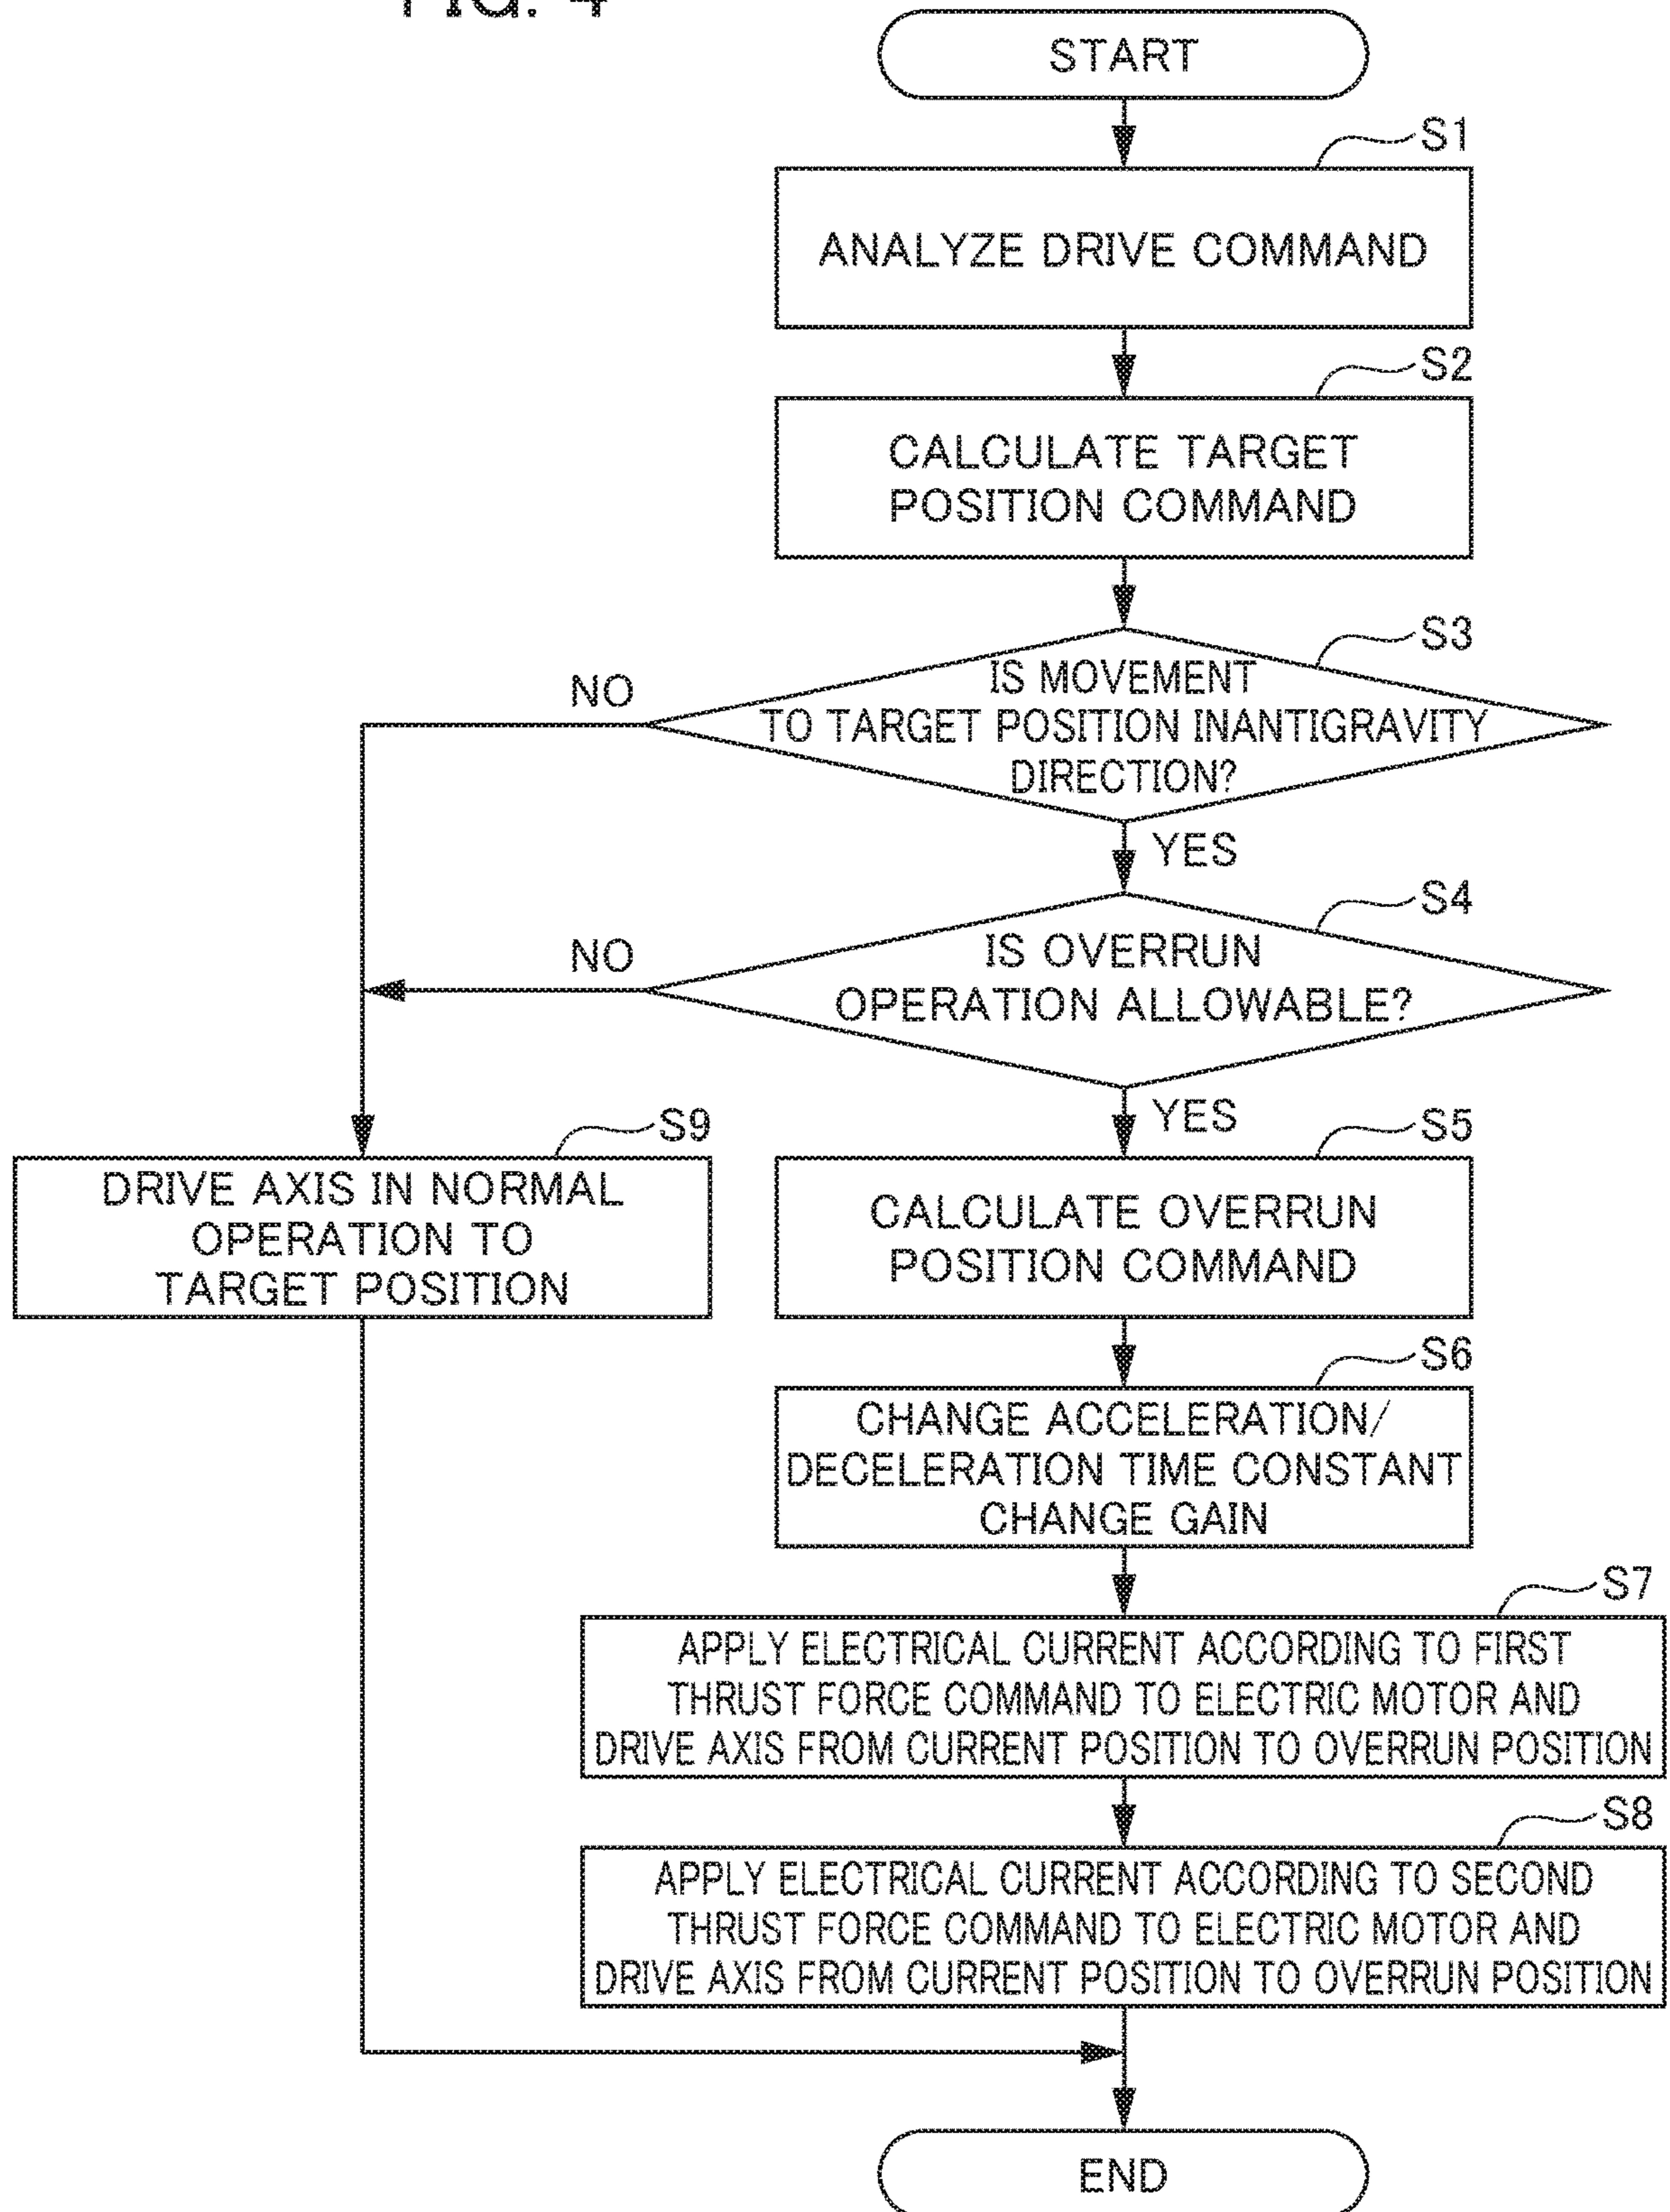 FIG. 4
START
S1
ANALYZE DRIVE COMMAND
S2
CALCULATE TARGET
POSITION COMMAND
S3
IS MOVEMENT
TO TARGET POSITION INANTIGRAVITY
DIRECTION?
NO
YES
S4
IS OVERRUN
OPERATION ALLOWABLE?
NO
YES
S9
DRIVE AXIS IN NORMAL
OPERATION TO
TARGET POSITION
S5
CALCULATE OVERRUN
POSITION COMMAND
S6
CHANGE ACCELERATION/
DECELERATION TIME CONSTANT
CHANGE GAIN
S7
APPLY ELECTRICAL CURRENT ACCORDING TO FIRST
THRUST FORCE COMMAND TO ELECTRIC MOTOR AND
DRIVE AXIS FROM CURRENT POSITION TO OVERRUN POSITION
S8
APPLY ELECTRICAL CURRENT ACCORDING TO SECOND
THRUST FORCE COMMAND TO ELECTRIC MOTOR AND
DRIVE AXIS FROM CURRENT POSITION TO OVERRUN POSITION
END